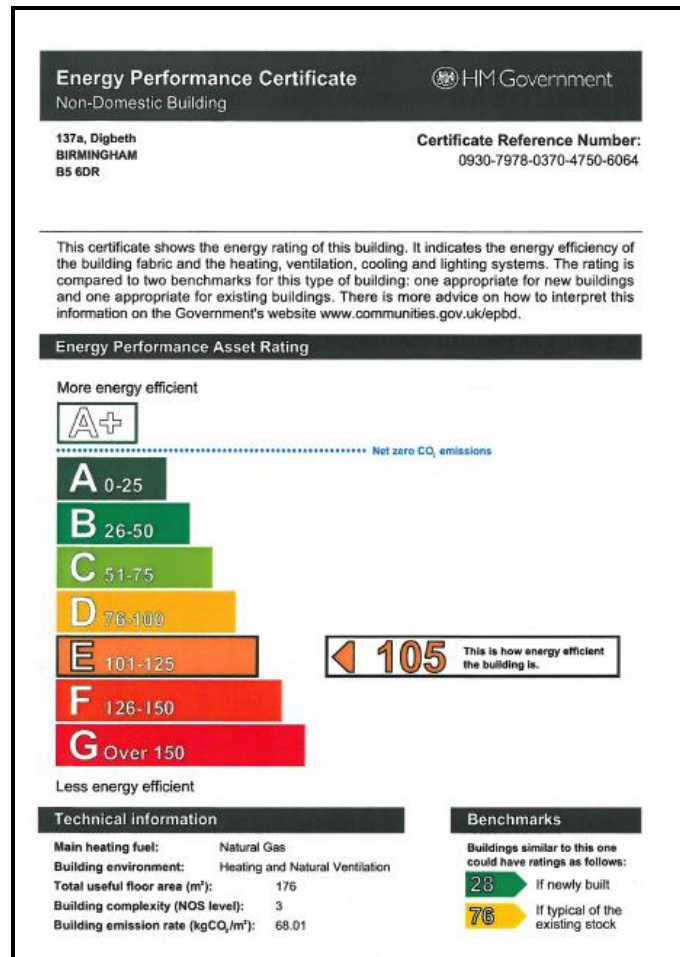 Energy Performance Certificate
Non-Domestic Building
HM Government
137a, Digbeth
BIRMINGHAM
B5 6DR
Certificate Reference Number:
0930-7978-0370-4750-6064
This certificate shows the energy rating of this building. It indicates the energy efficiency of
the building fabric and the heating, ventilation, cooling and lighting systems. The rating is
compared to two benchmarks for this type of building: one appropriate for new buildings
and one appropriate for existing buildings. There is more advice on how to interpret this
information on the Government's website www.communities.gov.uk/epbd.
Energy Performance Asset Rating
More energy efficient
A+
Net zero CO₂ emissions
A 0-25
B 26-50
C 51-75
D 76-100
E 101-125
105
This is how energy efficient
the building is.
F 126-150
G Over 150
Less energy efficient
Technical information
Main heating fuel: Natural Gas
Building environment: Heating and Natural Ventilation
Total useful floor area (m²): 176
Building complexity (NOS level): 3
Building emission rate (kgCO₂/m²): 68.01
Benchmarks
Buildings similar to this one
could have ratings as follows:
28 If newly built
76 If typical of the
existing stock